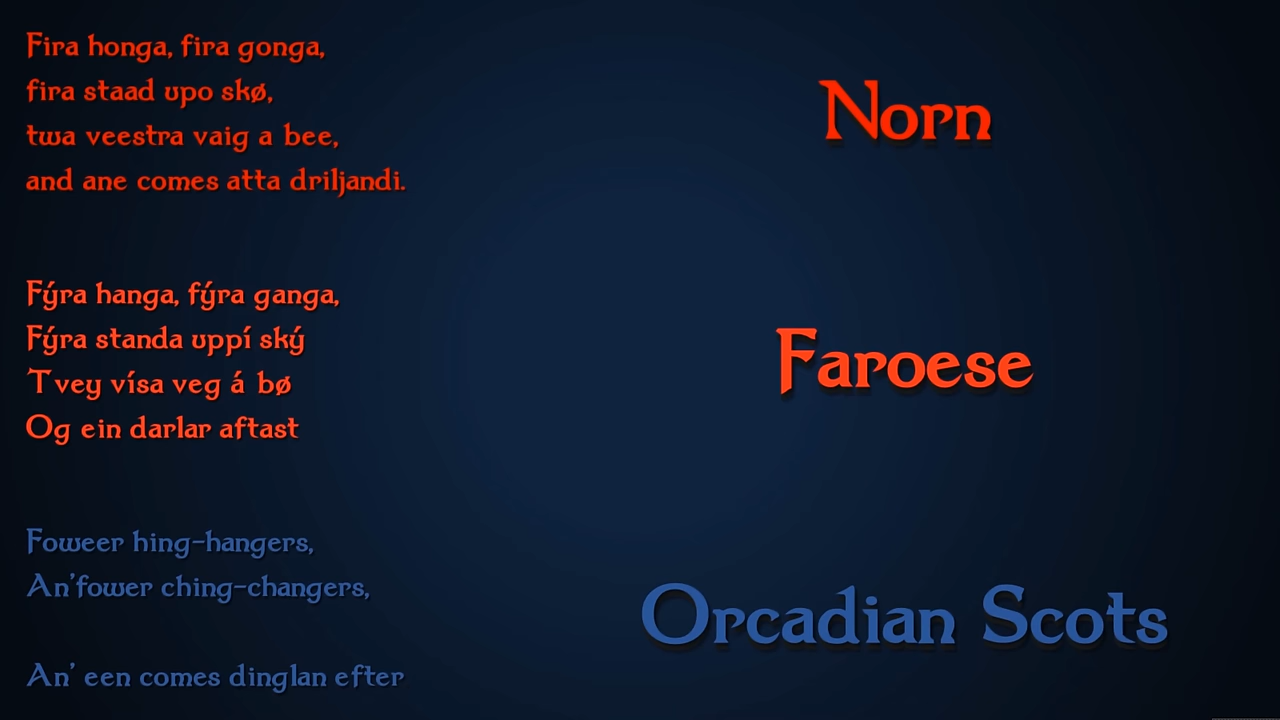 Fira honga, fira gonga,
fira staad upo skø,
twa veestra vaig a bee,
and ane comes atta driljandi.
Norn
Fýra hanga, fýra ganga,
Fýra standa uppí ský
Tvey vísa veg á bø
Og ein darlar aftast
Faroese
Foweer hing-hangers,
An'fower ching-changers,
An' een comes dinglan efter
Orcadian Scots